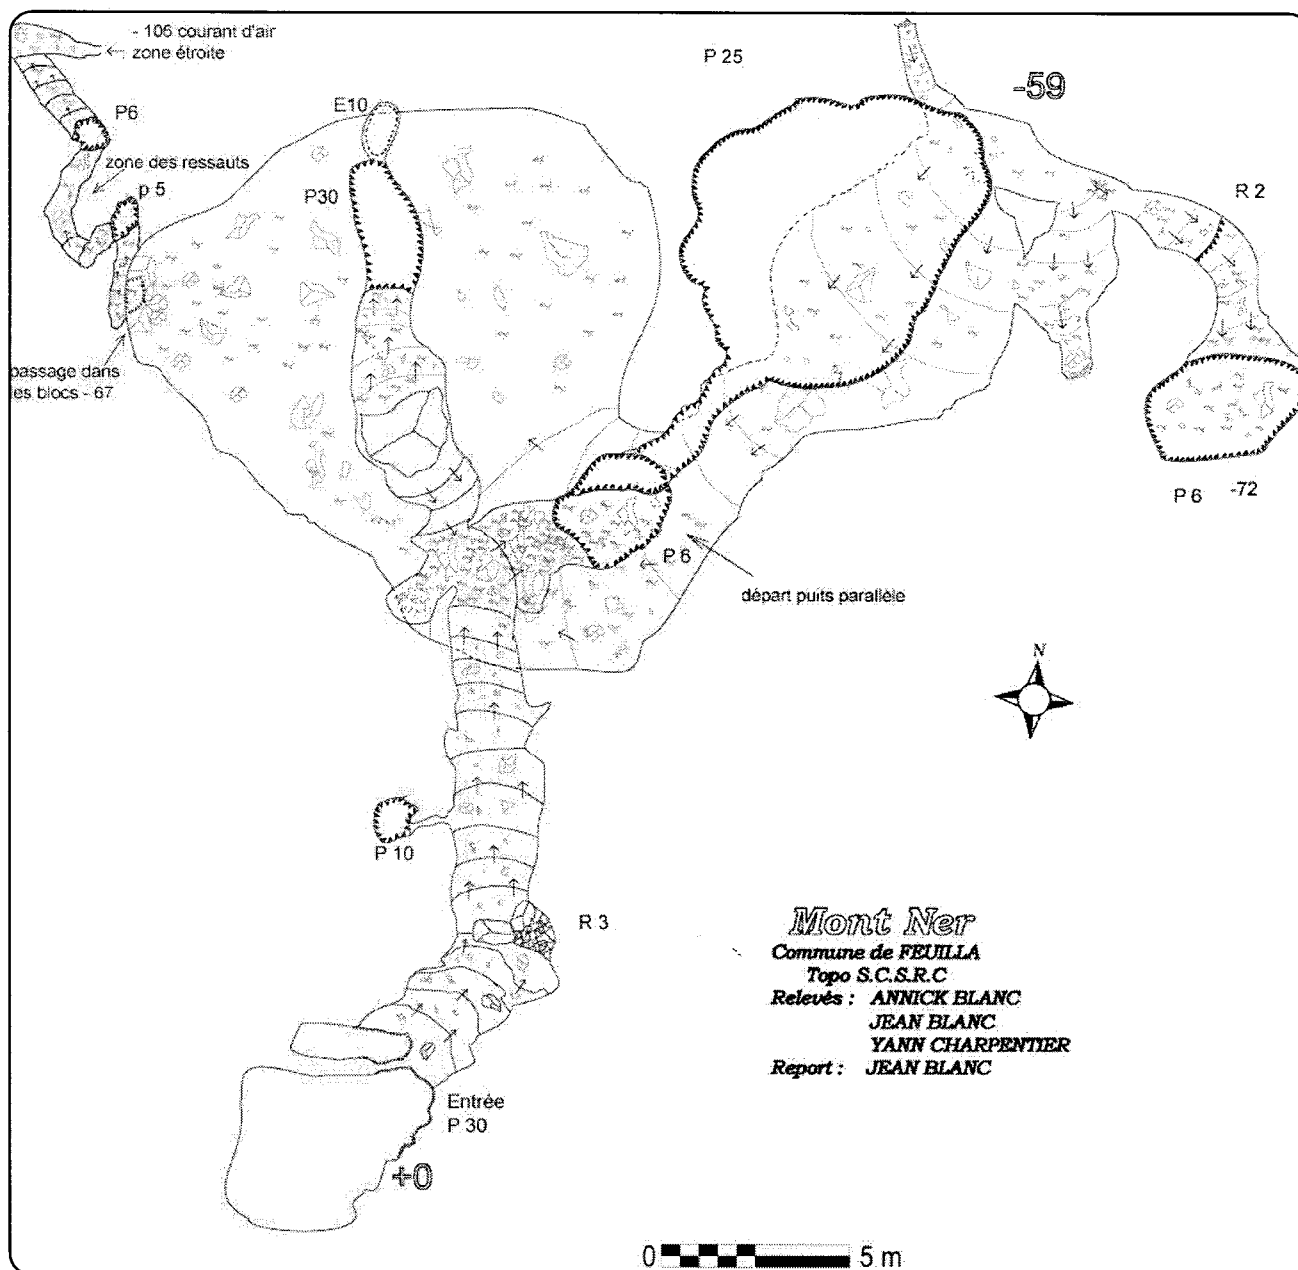 - 106 courant d'air
zone étroite
P 25
-59
P6
E10
zone des ressauts
p 5
P30
R 2
passage dans
les blocs - 67
P 6 -72
P 6
départ puits parallèle
N
P 10
R 3
Mont Ner
Commune de FEUILLA
Topo S.C.S.R.C
Relevés : ANNICK BLANC
JEAN BLANC
YANN CHARPENTIER
Report : JEAN BLANC
Entrée
P 30
+0
0 5 m